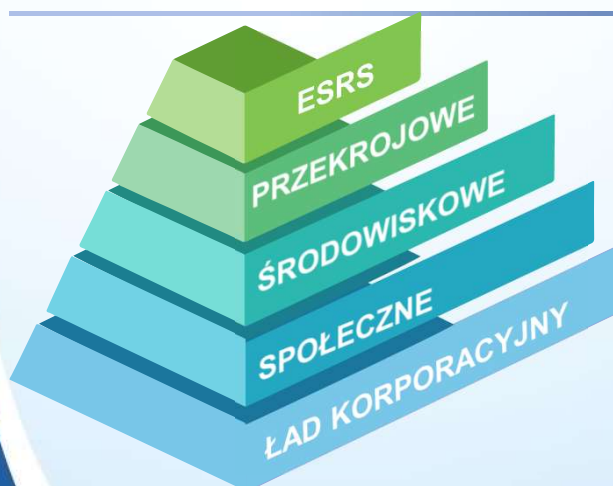 ESRS
PRZEKROJOWE
ŚRODOWISKOWE
SPOŁECZNE
ŁAD KORPORACYJNY